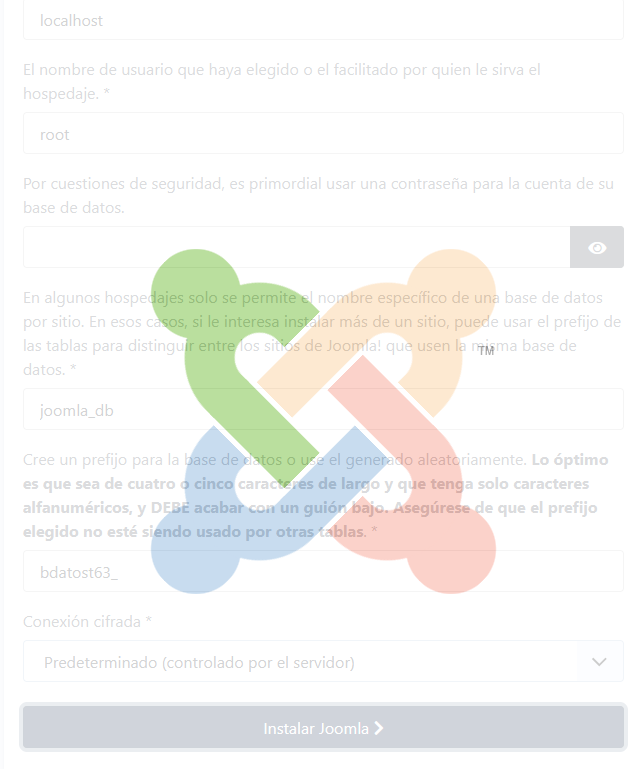 localhost
El nombre de usuario que haya elegido o el facilitado por quien le sirva el
hospedaje. *
root
Por cuestiones de seguridad, es primordial usar una contraseña para la cuenta de su
base de datos.
En algunos hospedajes solo se permite el nombre específico de una base de datos
por sitio. En esos casos, si le interesa instalar más de un sitio, puede usar el prefijo de
las tablas para distinguir entre los sitios de Joomla! que usen la misma base de
datos. *
TM
joomla_db
Cree un prefijo para la base de datos o use el generado aleatoriamente. Lo óptimo
es que sea de cuatro o cinco caracteres de largo y que tenga solo caracteres
alfanuméricos, y DEBE acabar con un guión bajo. Asegúrese de que el prefijo
elegido no esté siendo usado por otras tablas. *
bdatost63_
Conexión cifrada *
Predeterminado (controlado por el servidor)
Instalar Joomla